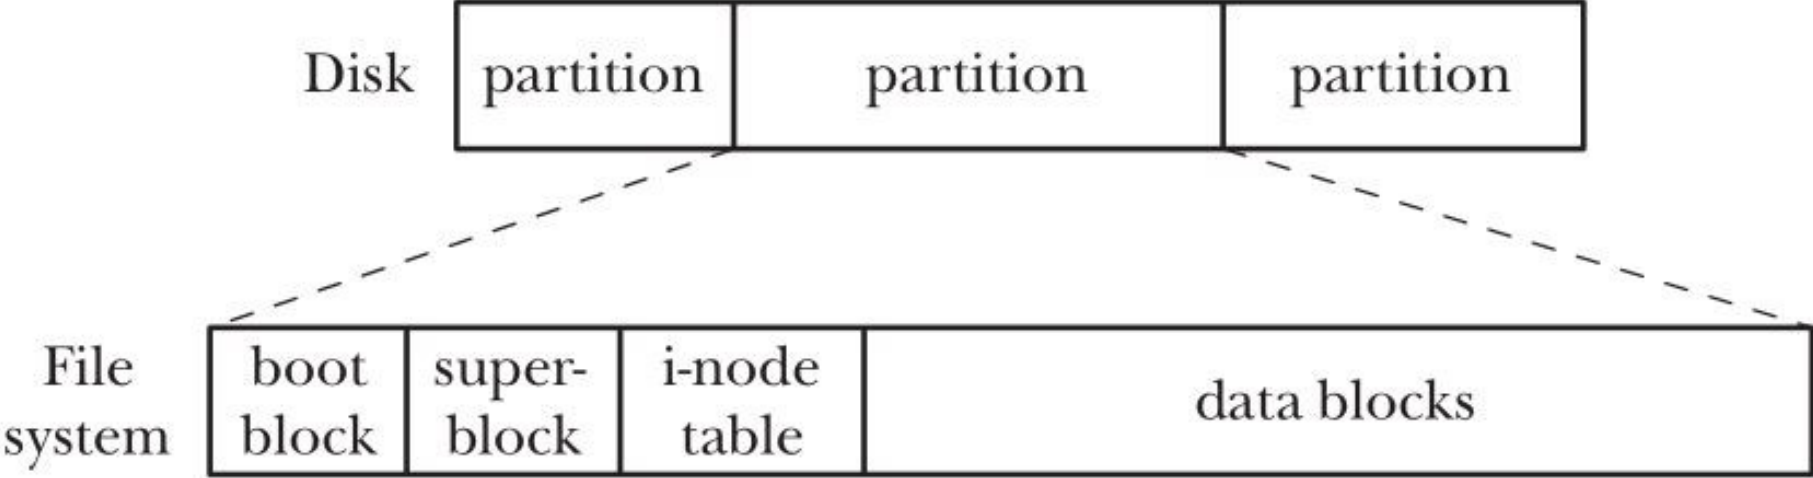 Disk
partition
partition
partition
File
system
boot
block
super-
block
i-node
table
data blocks